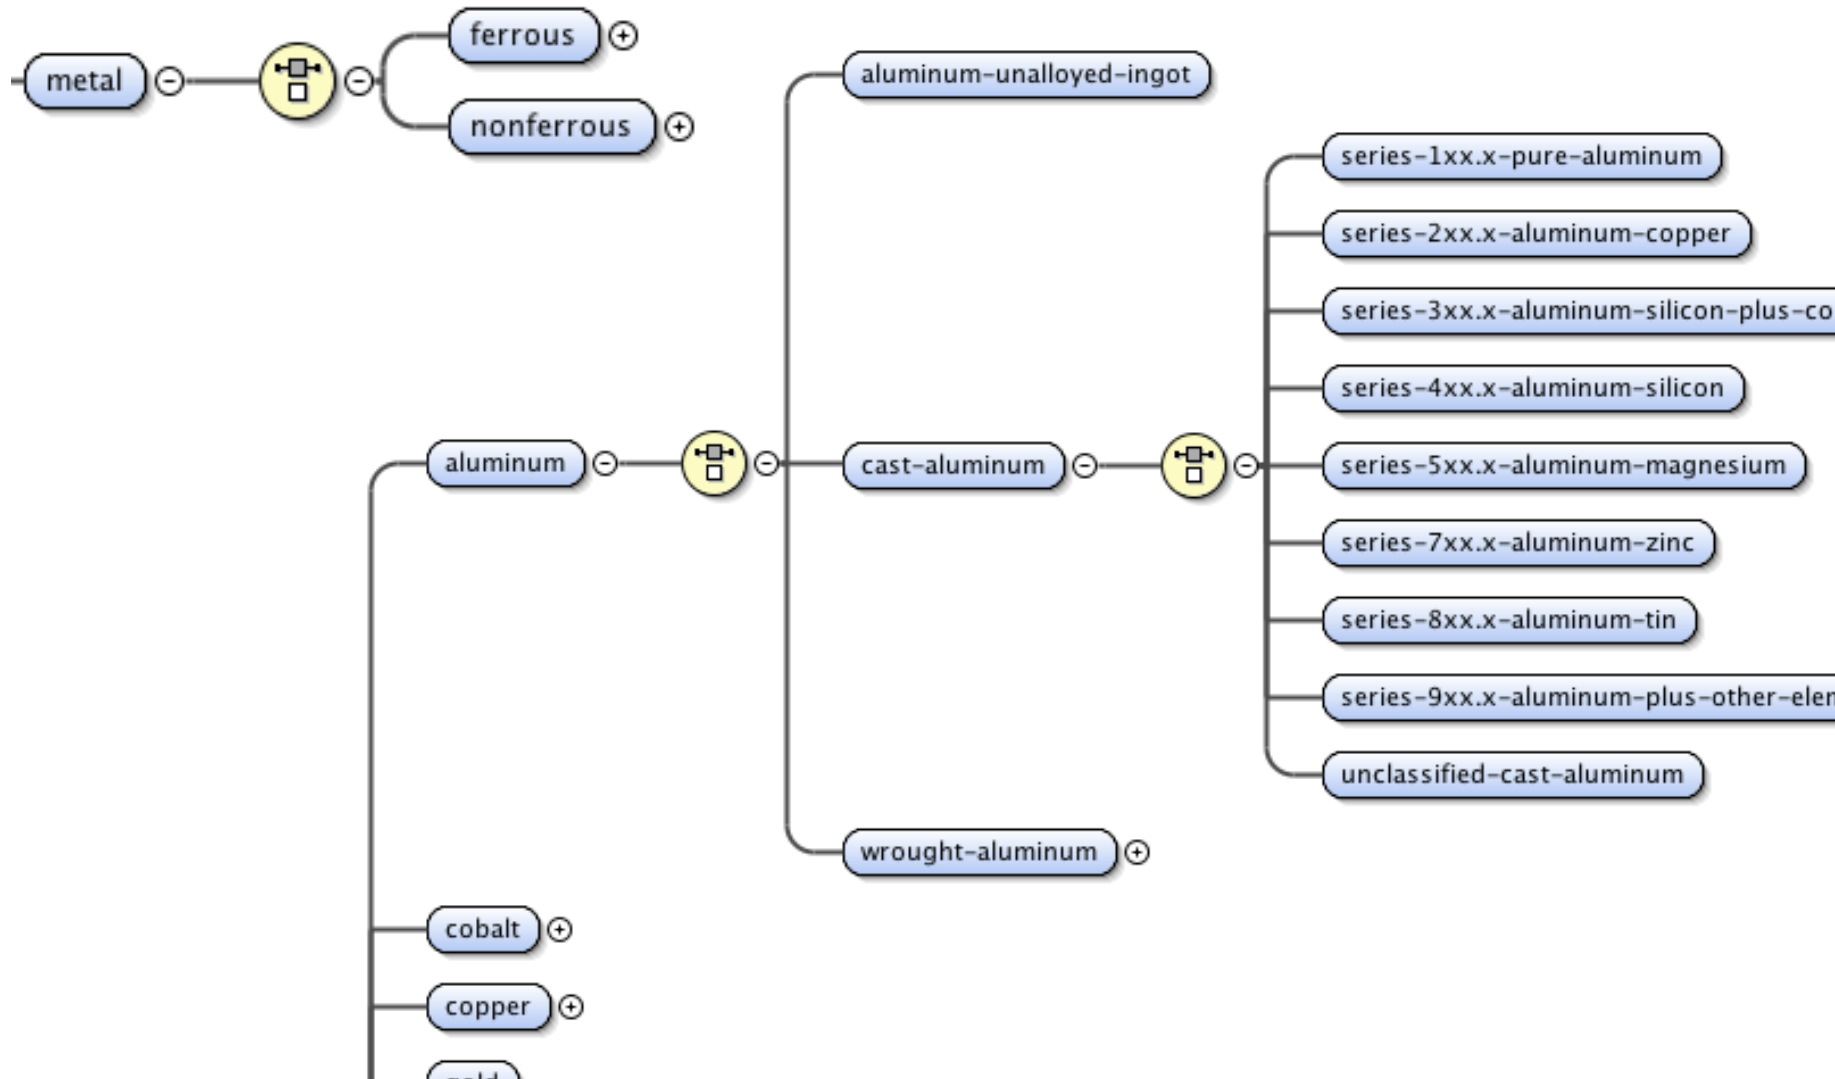 metal
ferrous
nonferrous
aluminum-unalloyed-ingot
series-1xx.x-pure-aluminum
series-2xx.x-aluminum-copper
series-3xx.x-aluminum-silicon-plus-co
series-4xx.x-aluminum-silicon
aluminum
cast-aluminum
series-5xx.x-aluminum-magnesium
series-7xx.x-aluminum-zinc
series-8xx.x-aluminum-tin
series-9xx.x-aluminum-plus-other-elem
unclassified-cast-aluminum
wrought-aluminum
cobalt
copper
gold